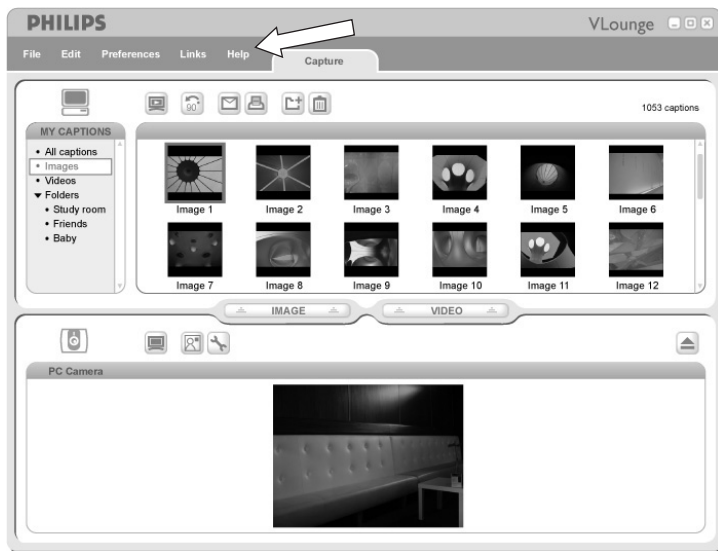 PHILIPS VLounge
File Edit Preferences Links Help Capture
90°
1053 captions
MY CAPTIONS
• All captions
• Images
• Videos
▼ Folders
• Study room
• Friends
• Baby
Image 1 Image 2 Image 3 Image 4 Image 5 Image 6
Image 7 Image 8 Image 9 Image 10 Image 11 Image 12
IMAGE VIDEO
PC Camera